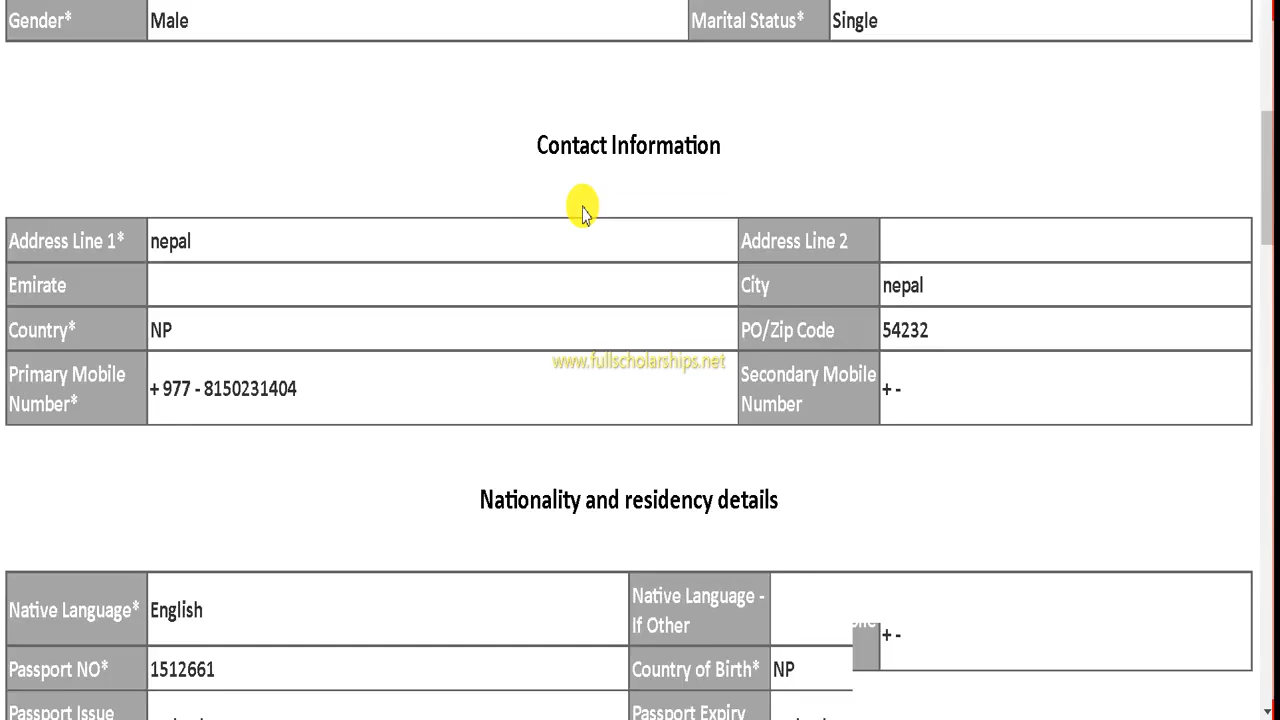 Gender* Male Marital Status* Single
Contact Information
Address Line 1* nepal Address Line 2
Emirate City nepal
Country* NP PO/Zip Code 54232
www.fullscholarships.net
Primary Mobile Number* + 977 - 8150231404 Secondary Mobile Number + -
Nationality and residency details
Native Language* English Native Language - If Other
+ -
Passport NO* 1512661 Country of Birth* NP
Passport Issue Passport Expiry